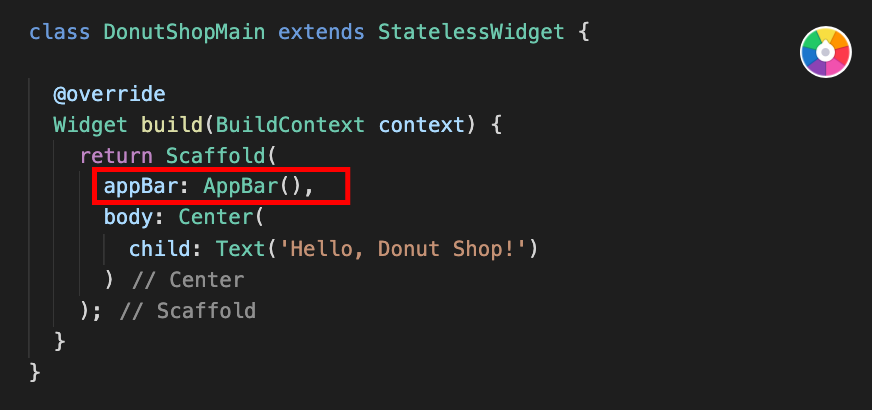 class DonutShopMain extends StatelessWidget {
@override
Widget build(BuildContext context) {
return Scaffold(
appBar: AppBar(),
body: Center(
child: Text('Hello, Donut Shop!')
) // Center
); // Scaffold
}
}